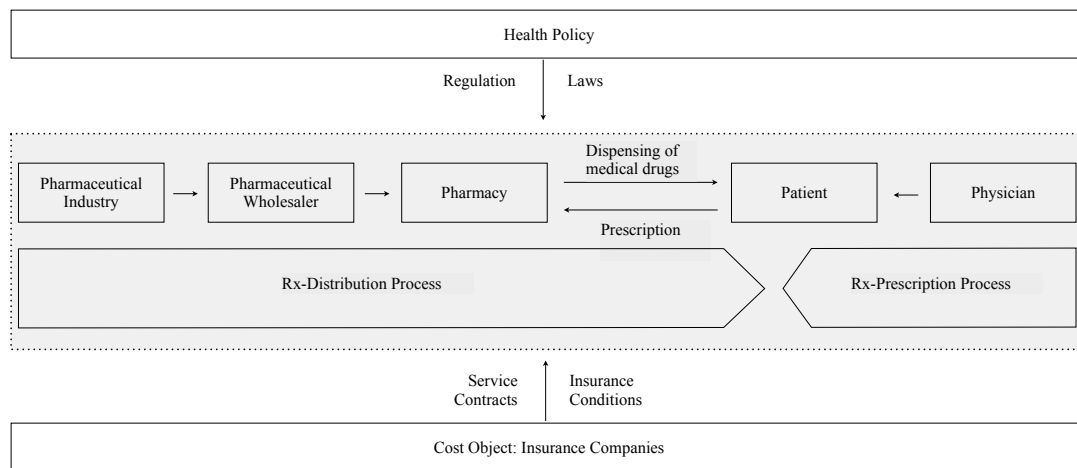 Health Policy
Regulation
Laws
Pharmaceutical
Industry
Pharmaceutical
Wholesaler
Pharmacy
Dispensing of
medical drugs
Prescription
Patient
Physician
Rx-Distribution Process
Rx-Prescription Process
Service
Contracts
Insurance
Conditions
Cost Object: Insurance Companies